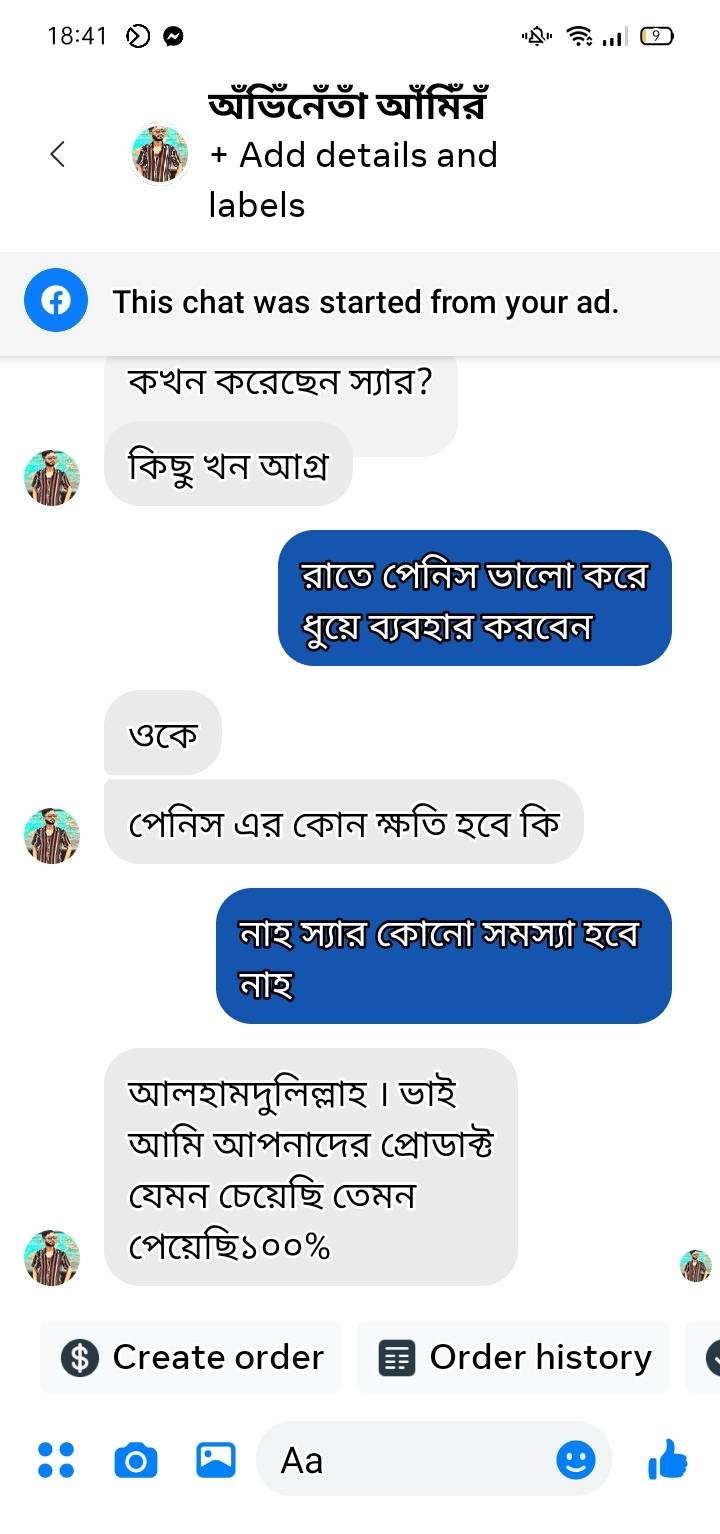 18:41
9
অঁভিঁনেঁতাঁ আঁমিঁরঁ
+ Add details and
labels
This chat was started from your ad.
কখন করেছেন স্যার?
কিছু খন আগ্র
রাতে পেনিস ভালো করে
ধুয়ে ব্যবহার করবেন
ওকে
পেনিস এর কোন ক্ষতি হবে কি
নাহ স্যার কোনো সমস্যা হবে
নাহ
আলহামদুলিল্লাহ । ভাই
আমি আপনাদের প্রোডাক্ট
যেমন চেয়েছি তেমন
পেয়েছি১০০%
Create order
Order history
Aa